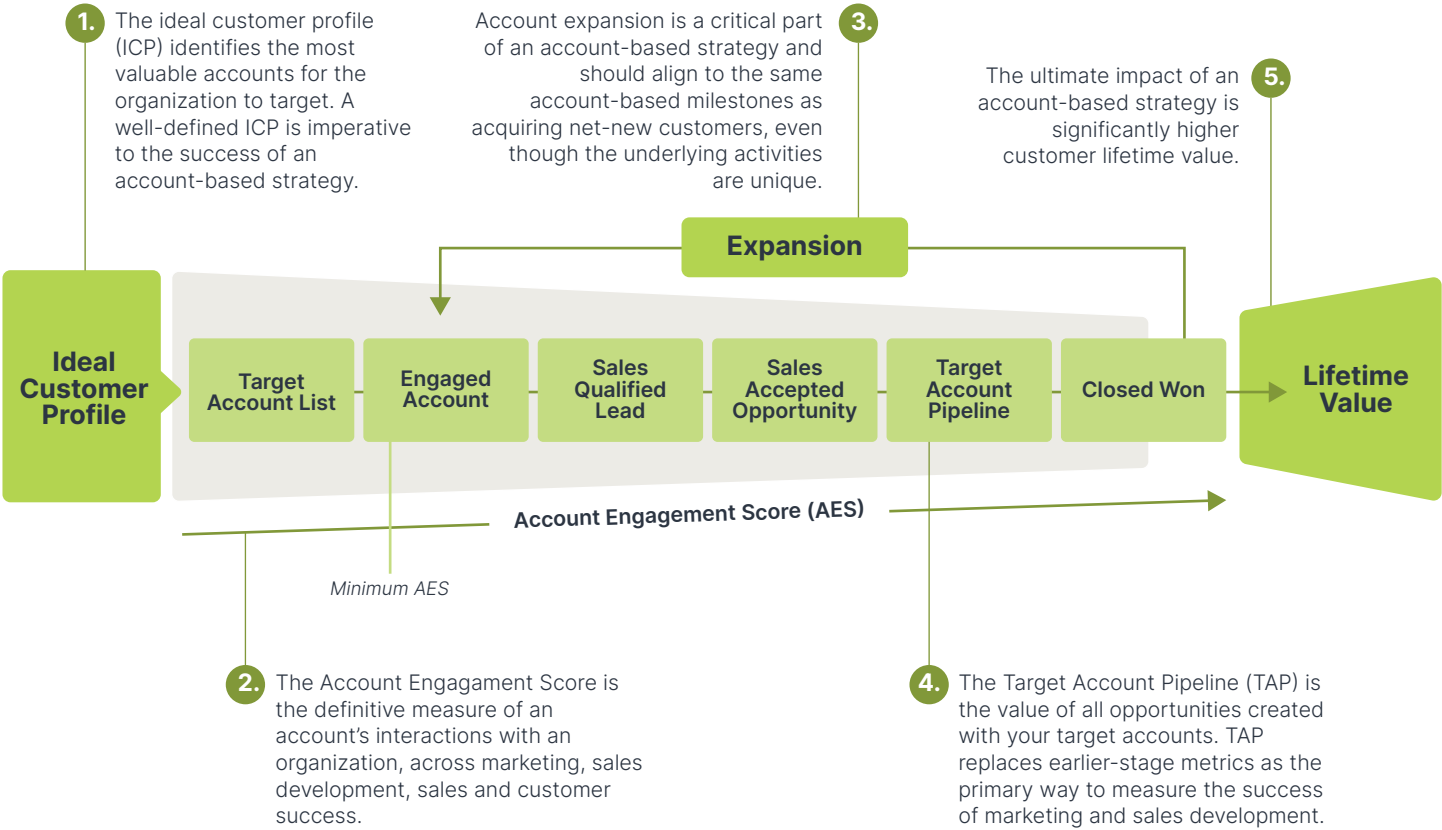 1.
The ideal customer profile
(ICP) identifies the most
valuable accounts for the
organization to target. A
well-defined ICP is imperative
to the success of an
account-based strategy.
Account expansion is a critical part
of an account-based strategy and
should align to the same
account-based milestones as
acquiring net-new customers, even
though the underlying activities
are unique.
3.
The ultimate impact of an
account-based strategy is
significantly higher
customer lifetime value.
5.
Expansion
Ideal
Customer
Profile
Target
Account List
Engaged
Account
Sales
Qualified
Lead
Sales
Accepted
Opportunity
Target
Account
Pipeline
Closed Won
Lifetime
Value
Account Engagement Score (AES)
Minimum AES
2.
The Account Engagament Score is
the definitive measure of an
account’s interactions with an
organization, across marketing, sales
development, sales and customer
success.
4.
The Target Account Pipeline (TAP) is
the value of all opportunities created
with your target accounts. TAP
replaces earlier-stage metrics as the
primary way to measure the success
of marketing and sales development.